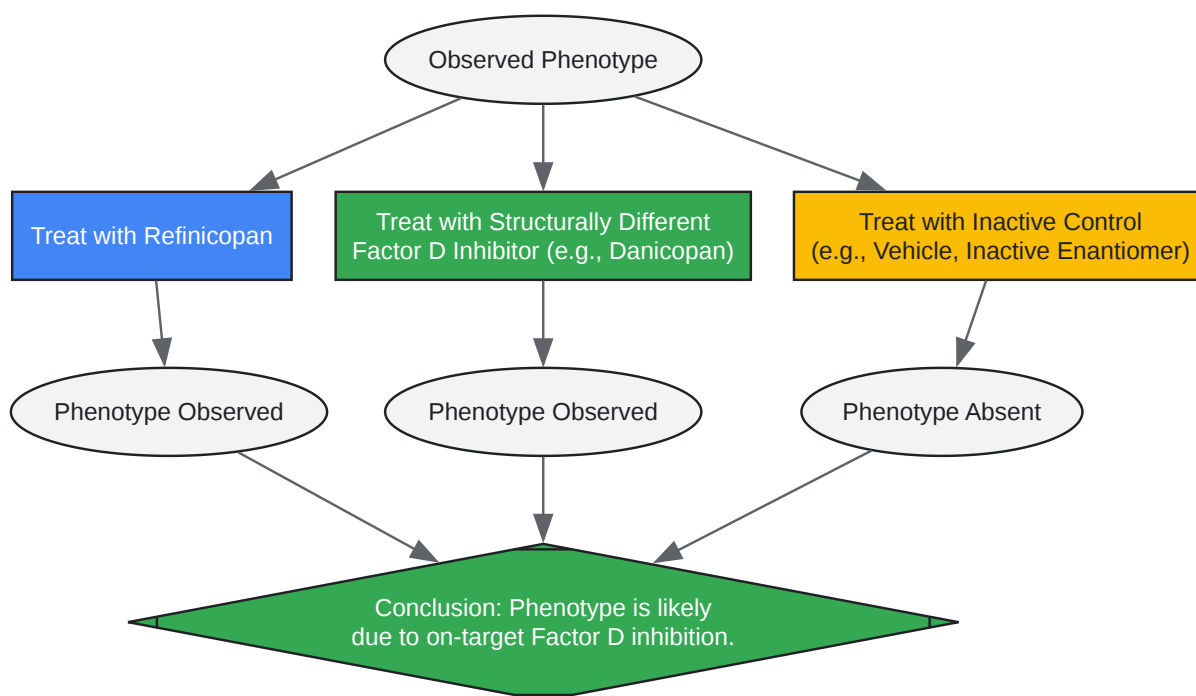 Observed Phenotype
Treat with Refinicopan
Treat with Structurally Different
Factor D Inhibitor (e.g., Danicopan)
Treat with Inactive Control
(e.g., Vehicle, Inactive Enantiomer)
Phenotype Observed
Phenotype Observed
Phenotype Absent
Conclusion: Phenotype is likely
due to on-target Factor D inhibition.